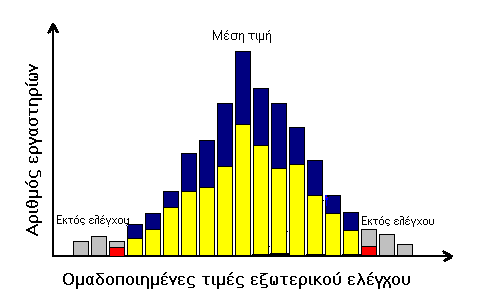 Μέση τιμή
Αριθμός εργαστηρίων
Εκτός ελέγχου
Εκτός ελέγχου
Ομαδοποιημένες τιμές εξωτερικού ελέγχου